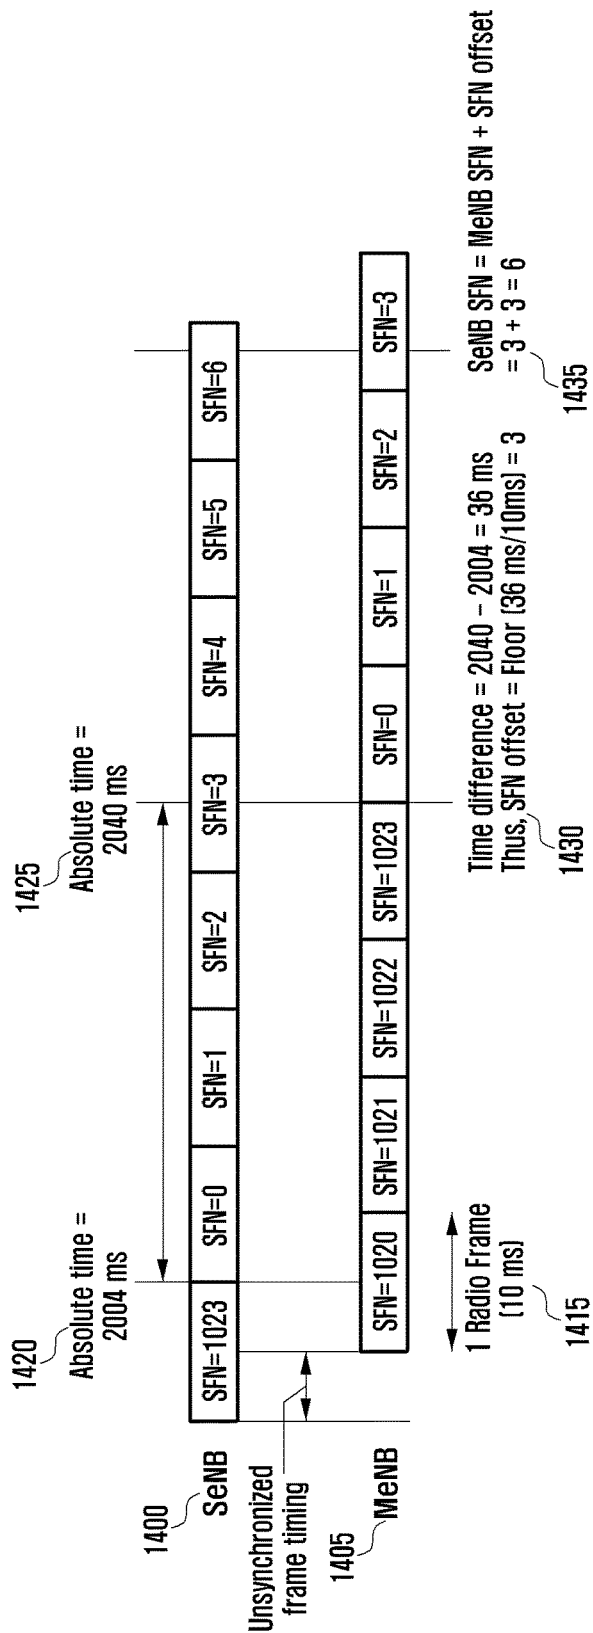 1420
Absolute time =
2004 ms
1425
Absolute time =
2040 ms
1400
SeNB
SFN=1023
SFN=0
SFN=1
SFN=2
SFN=3
SFN=4
SFN=5
SFN=6
Unsynchronized
frame timing
1405
MeNB
SFN=1020
SFN=1021
SFN=1022
SFN=1023
SFN=0
SFN=1
SFN=2
SFN=3
1 Radio Frame
(10 ms)
1415
Time difference = 2040 – 2004 = 36 ms
Thus, SFN offset = Floor (36 ms/10ms) = 3
1430
SeNB SFN = MeNB SFN + SFN offset
= 3 + 3 = 6
1435